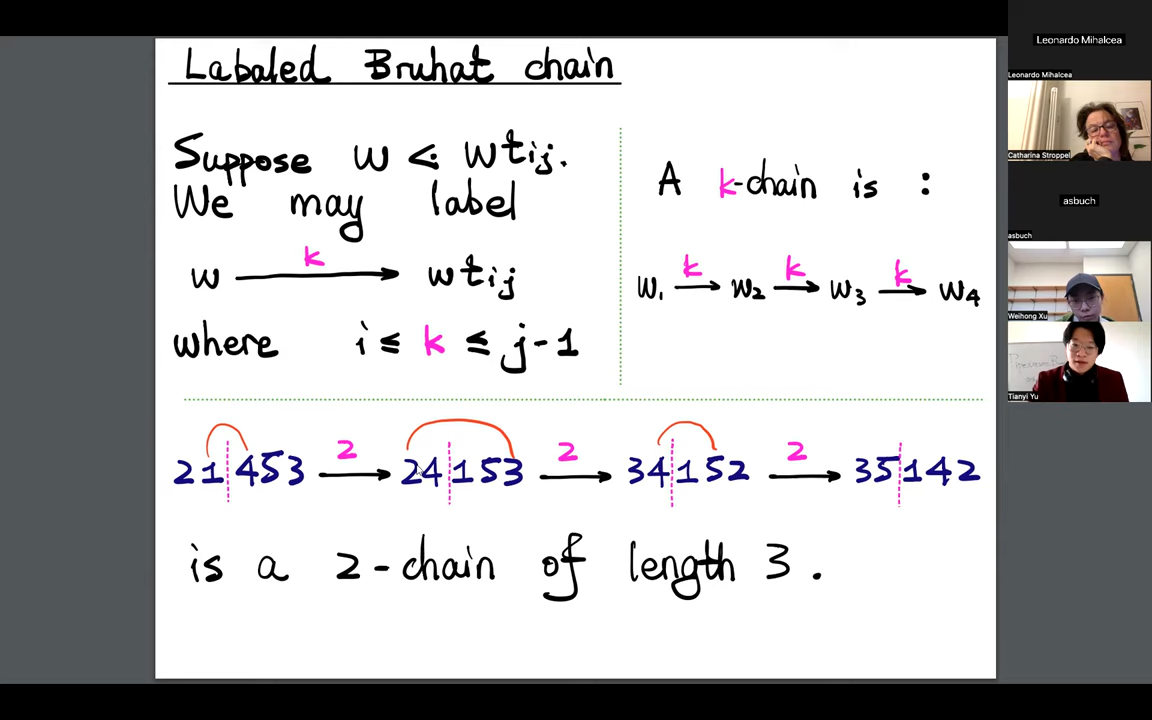 Labaled Bruhat chain
Suppose w ⋖ wtij.
We may label
w k→ wtij
where i ≤ k ≤ j-1
A k-chain is :
w1 k→ w2 k→ w3 k→ w4
21453 2→ 24153 2→ 34152 2→ 35142
is a 2-chain of length 3.
Leonardo Mihalcea
Leonardo Mihalcea
Catharina Stroppel
asbuch
asbuch
Weihong Xu
Tianyi Yu